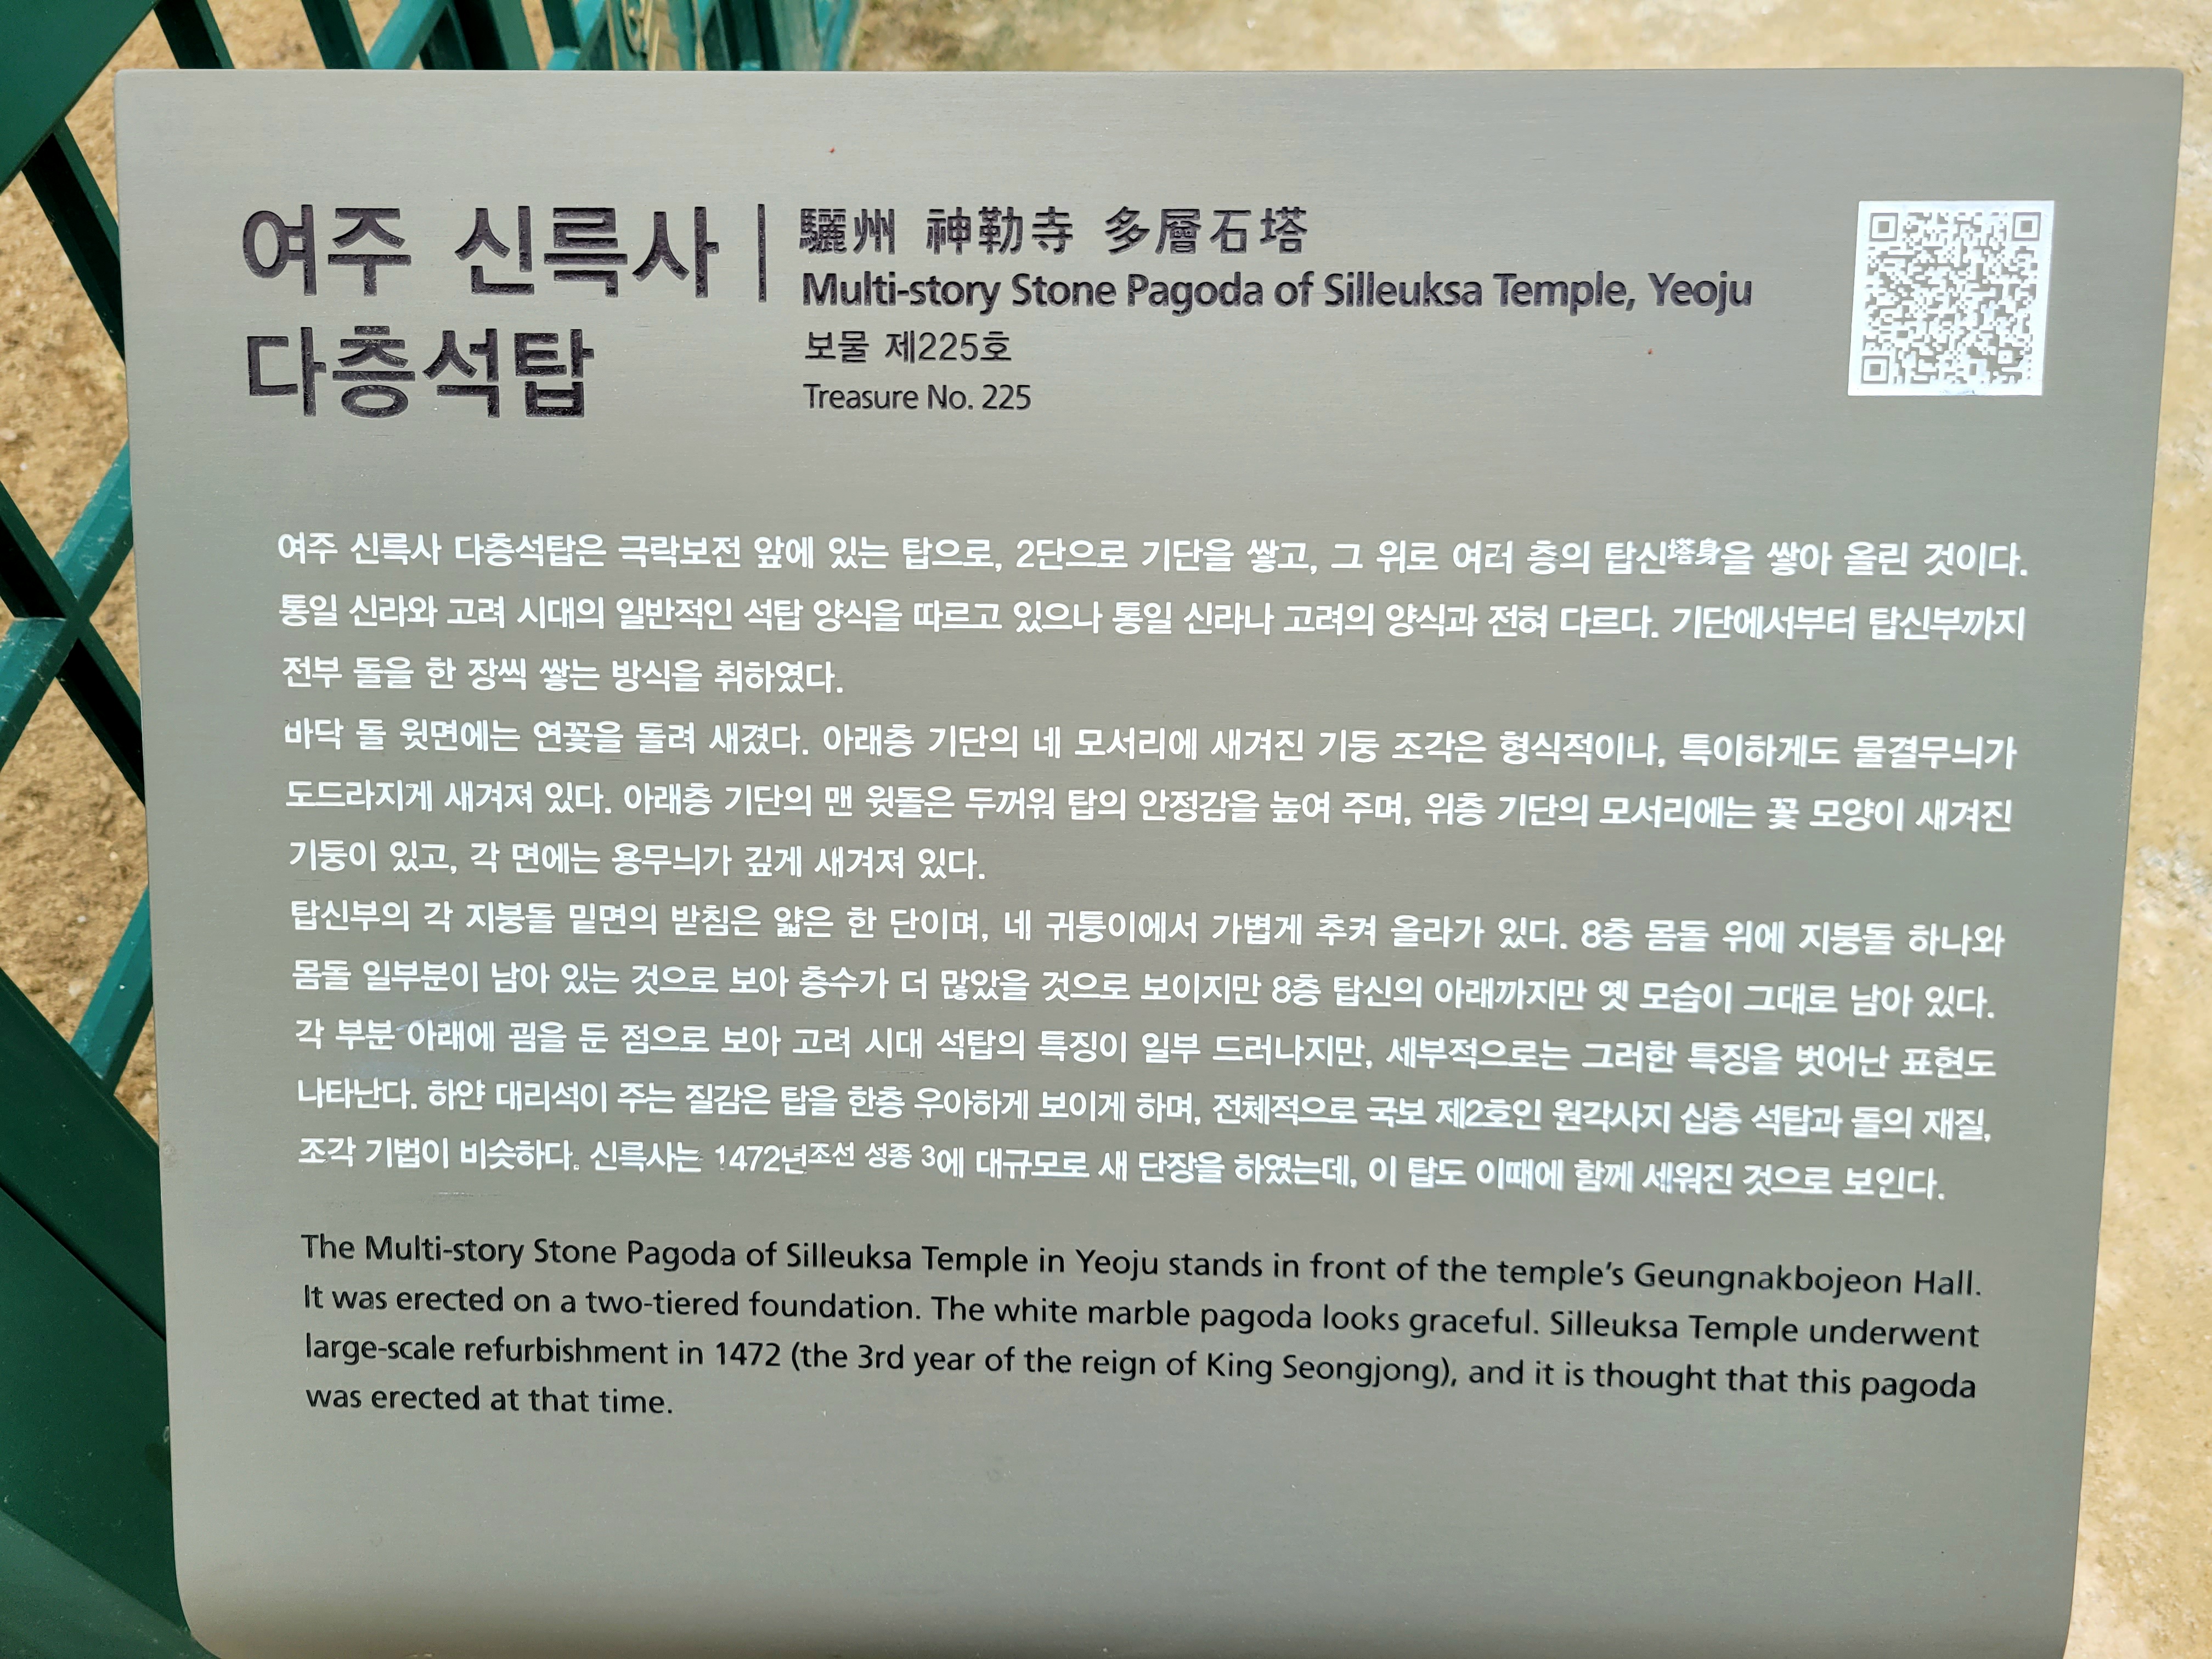 여주 신륵사
다층석탑
驪州 神勒寺 多層石塔
Multi-story Stone Pagoda of Silleuksa Temple, Yeoju
보물 제225호
Treasure No. 225
여주 신륵사 다층석탑은 극락보전 앞에 있는 탑으로, 2단으로 기단을 쌓고, 그 위로 여러 층의 탑신塔身을 쌓아 올린 것이다.
통일 신라와 고려 시대의 일반적인 석탑 양식을 따르고 있으나 통일 신라나 고려의 양식과 전혀 다르다. 기단에서부터 탑신부까지
전부 돌을 한 장씩 쌓는 방식을 취하였다.
바닥 돌 윗면에는 연꽃을 돌려 새겼다. 아래층 기단의 네 모서리에 새겨진 기둥 조각은 형식적이나, 특이하게도 물결무늬가
도드라지게 새겨져 있다. 아래층 기단의 맨 윗돌은 두꺼워 탑의 안정감을 높여 주며, 위층 기단의 모서리에는 꽃 모양이 새겨진
기둥이 있고, 각 면에는 용무늬가 깊게 새겨져 있다.
탑신부의 각 지붕돌 밑면의 받침은 얇은 한 단이며, 네 귀퉁이에서 가볍게 추켜 올라가 있다. 8층 몸돌 위에 지붕돌 하나와
몸돌 일부분이 남아 있는 것으로 보아 층수가 더 많았을 것으로 보이지만 8층 탑신의 아래까지만 옛 모습이 그대로 남아 있다.
각 부분 아래에 굄을 둔 점으로 보아 고려 시대 석탑의 특징이 일부 드러나지만, 세부적으로는 그러한 특징을 벗어난 표현도
나타난다. 하얀 대리석이 주는 질감은 탑을 한층 우아하게 보이게 하며, 전체적으로 국보 제2호인 원각사지 십층 석탑과 돌의 재질,
조각 기법이 비슷하다. 신륵사는 1472년조선 성종 3에 대규모로 새 단장을 하였는데, 이 탑도 이때에 함께 세워진 것으로 보인다.
The Multi-story Stone Pagoda of Silleuksa Temple in Yeoju stands in front of the temple's Geungnakbojeon Hall.
It was erected on a two-tiered foundation. The white marble pagoda looks graceful. Silleuksa Temple underwent
large-scale refurbishment in 1472 (the 3rd year of the reign of King Seongjong), and it is thought that this pagoda
was erected at that time.